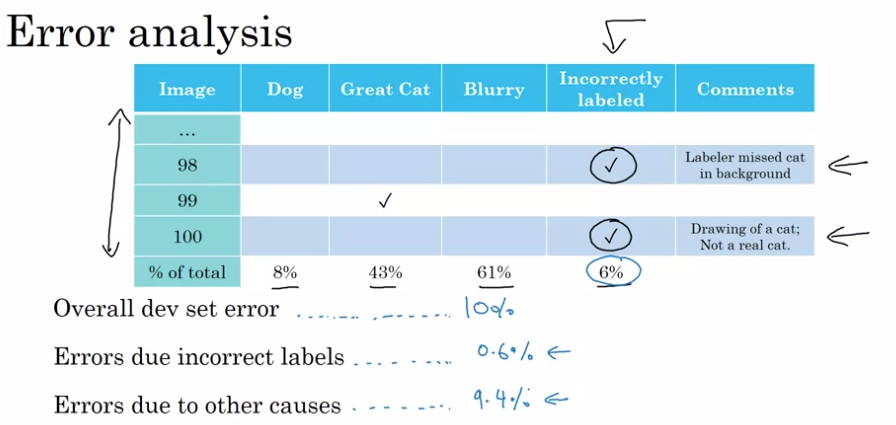 Error analysis
Image Dog Great Cat Blurry Incorrectly labeled Comments
...
98 ✓ Labeler missed cat in background
99 ✓
100 ✓ Drawing of a cat; Not a real cat.
% of total 8% 43% 61% 6%
Overall dev set error 10%
Errors due incorrect labels 0.6%
Errors due to other causes 9.4%